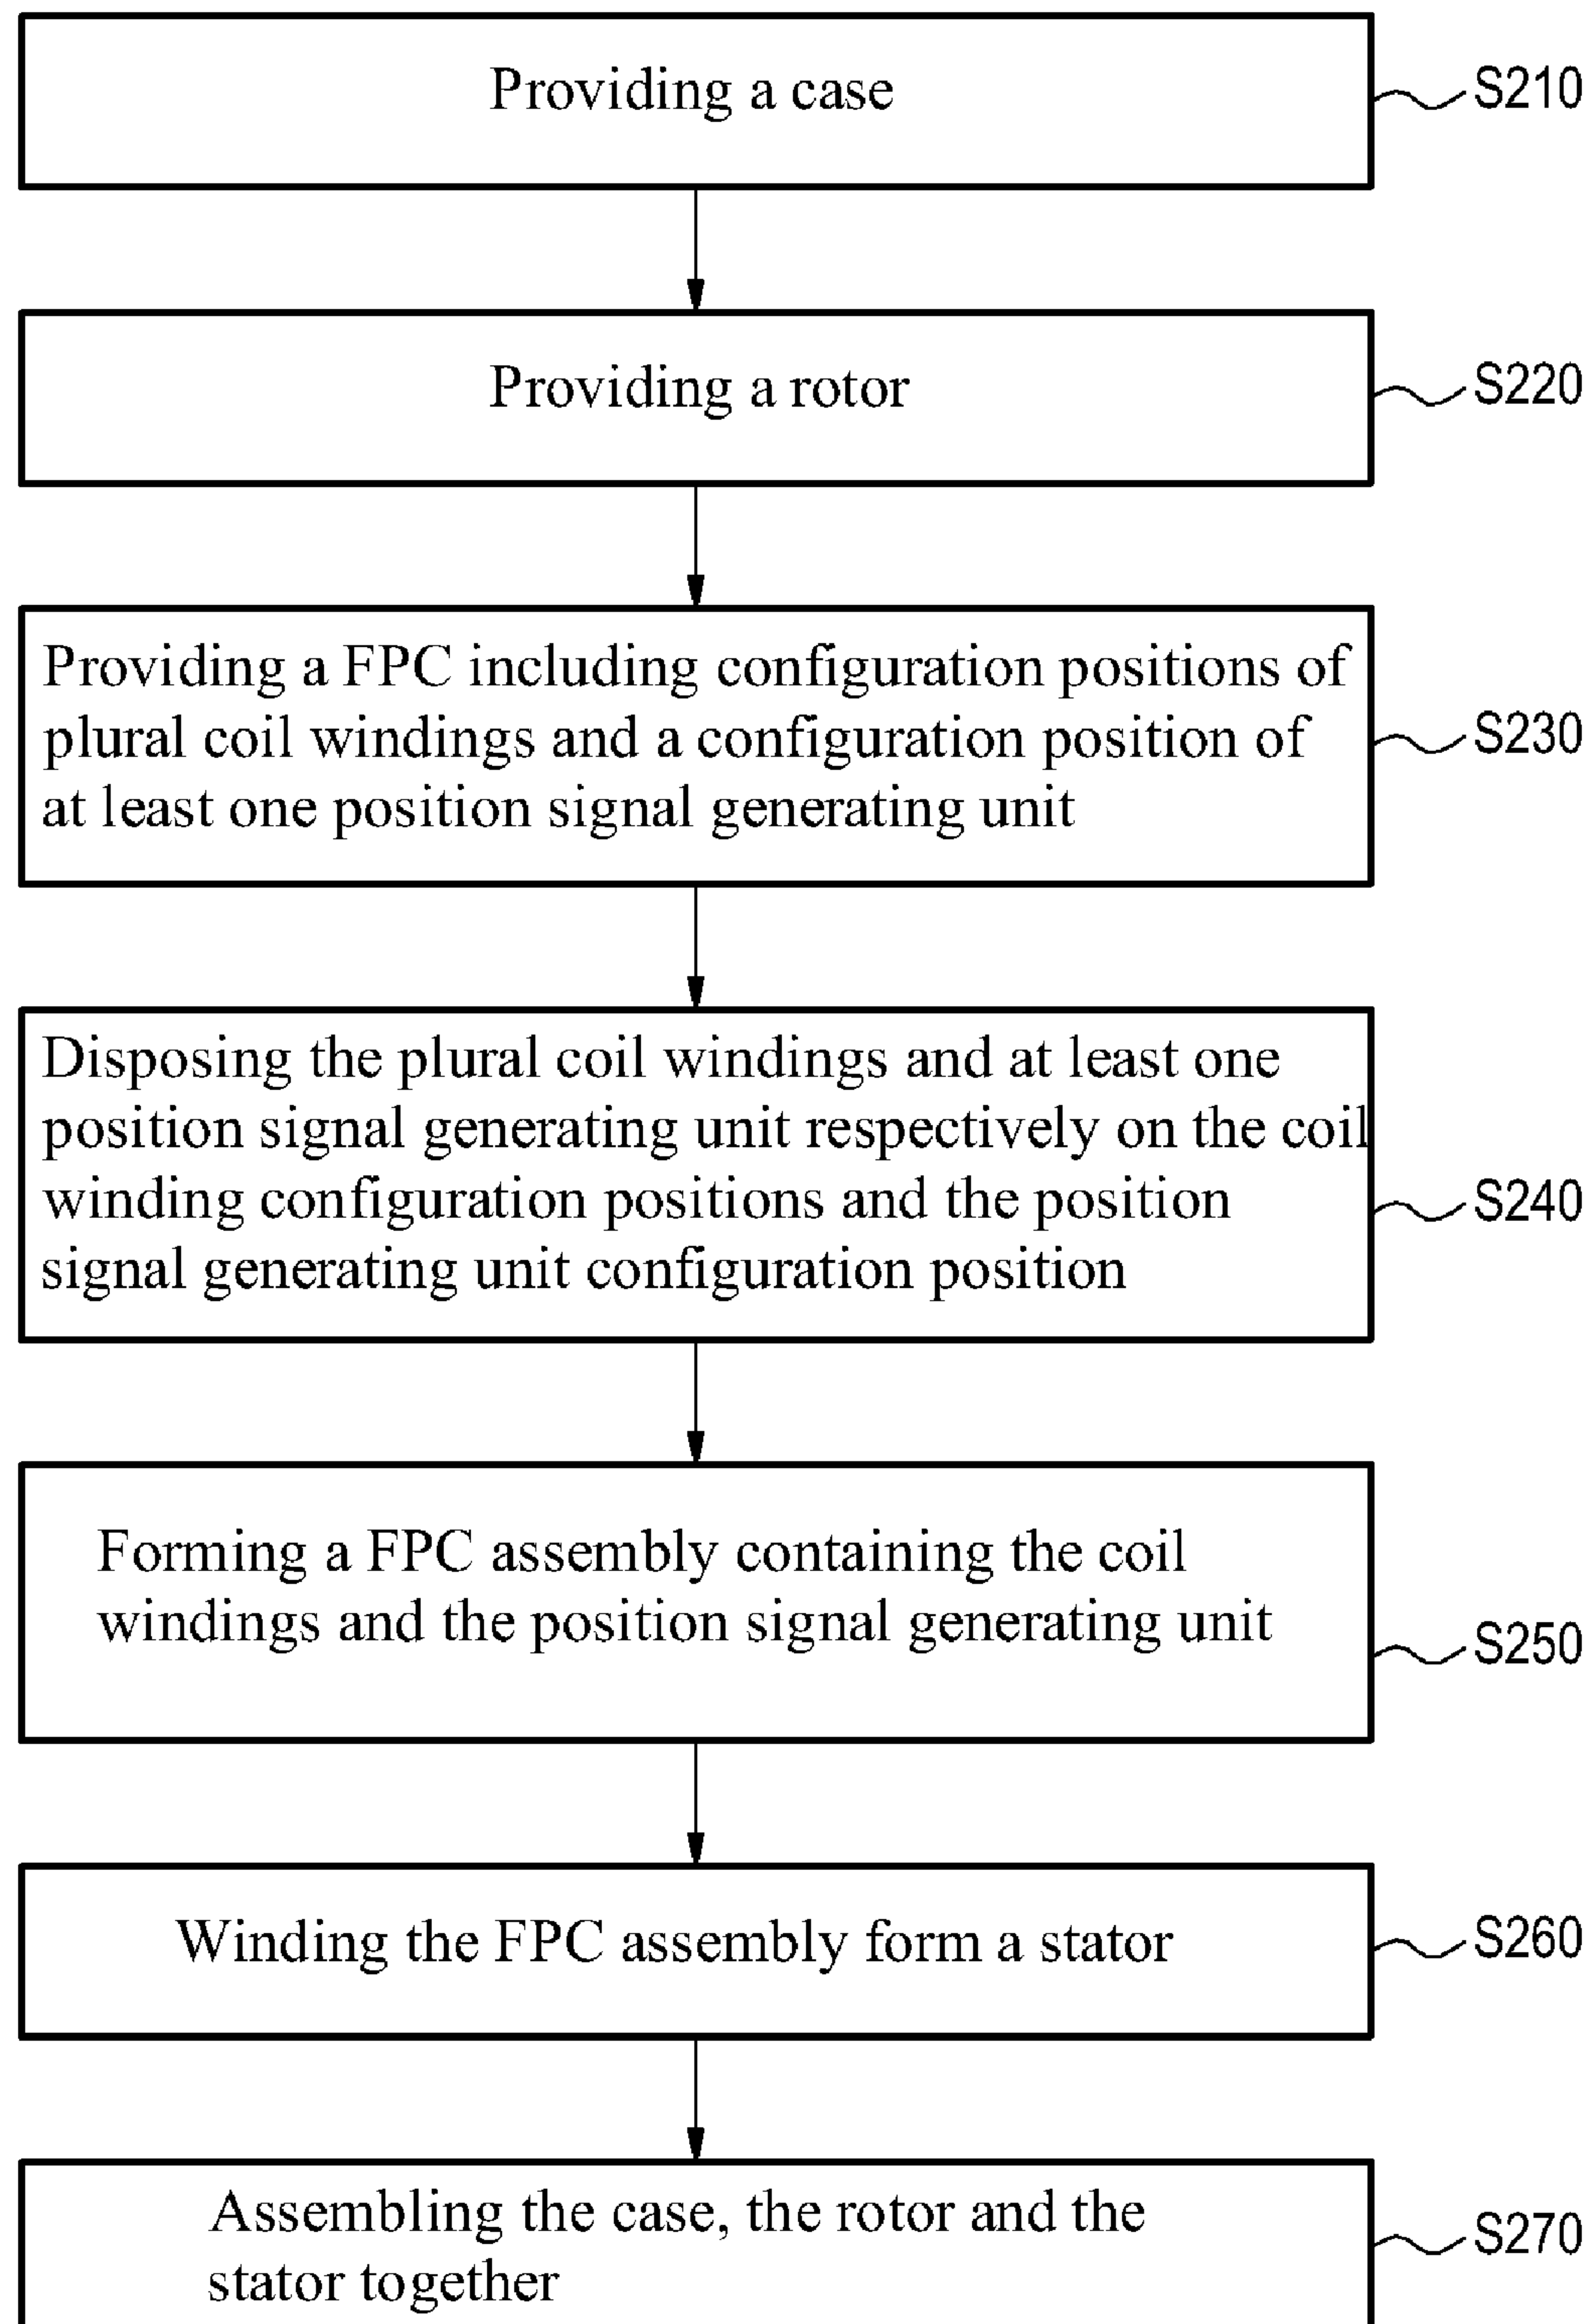 Providing a case
S210
Providing a rotor
S220
Providing a FPC including configuration positions of
plural coil windings and a configuration position of
at least one position signal generating unit
S230
Disposing the plural coil windings and at least one
position signal generating unit respectively on the coil
winding configuration positions and the position
signal generating unit configuration position
S240
Forming a FPC assembly containing the coil
windings and the position signal generating unit
S250
Winding the FPC assembly form a stator
S260
Assembling the case, the rotor and the
stator together
S270